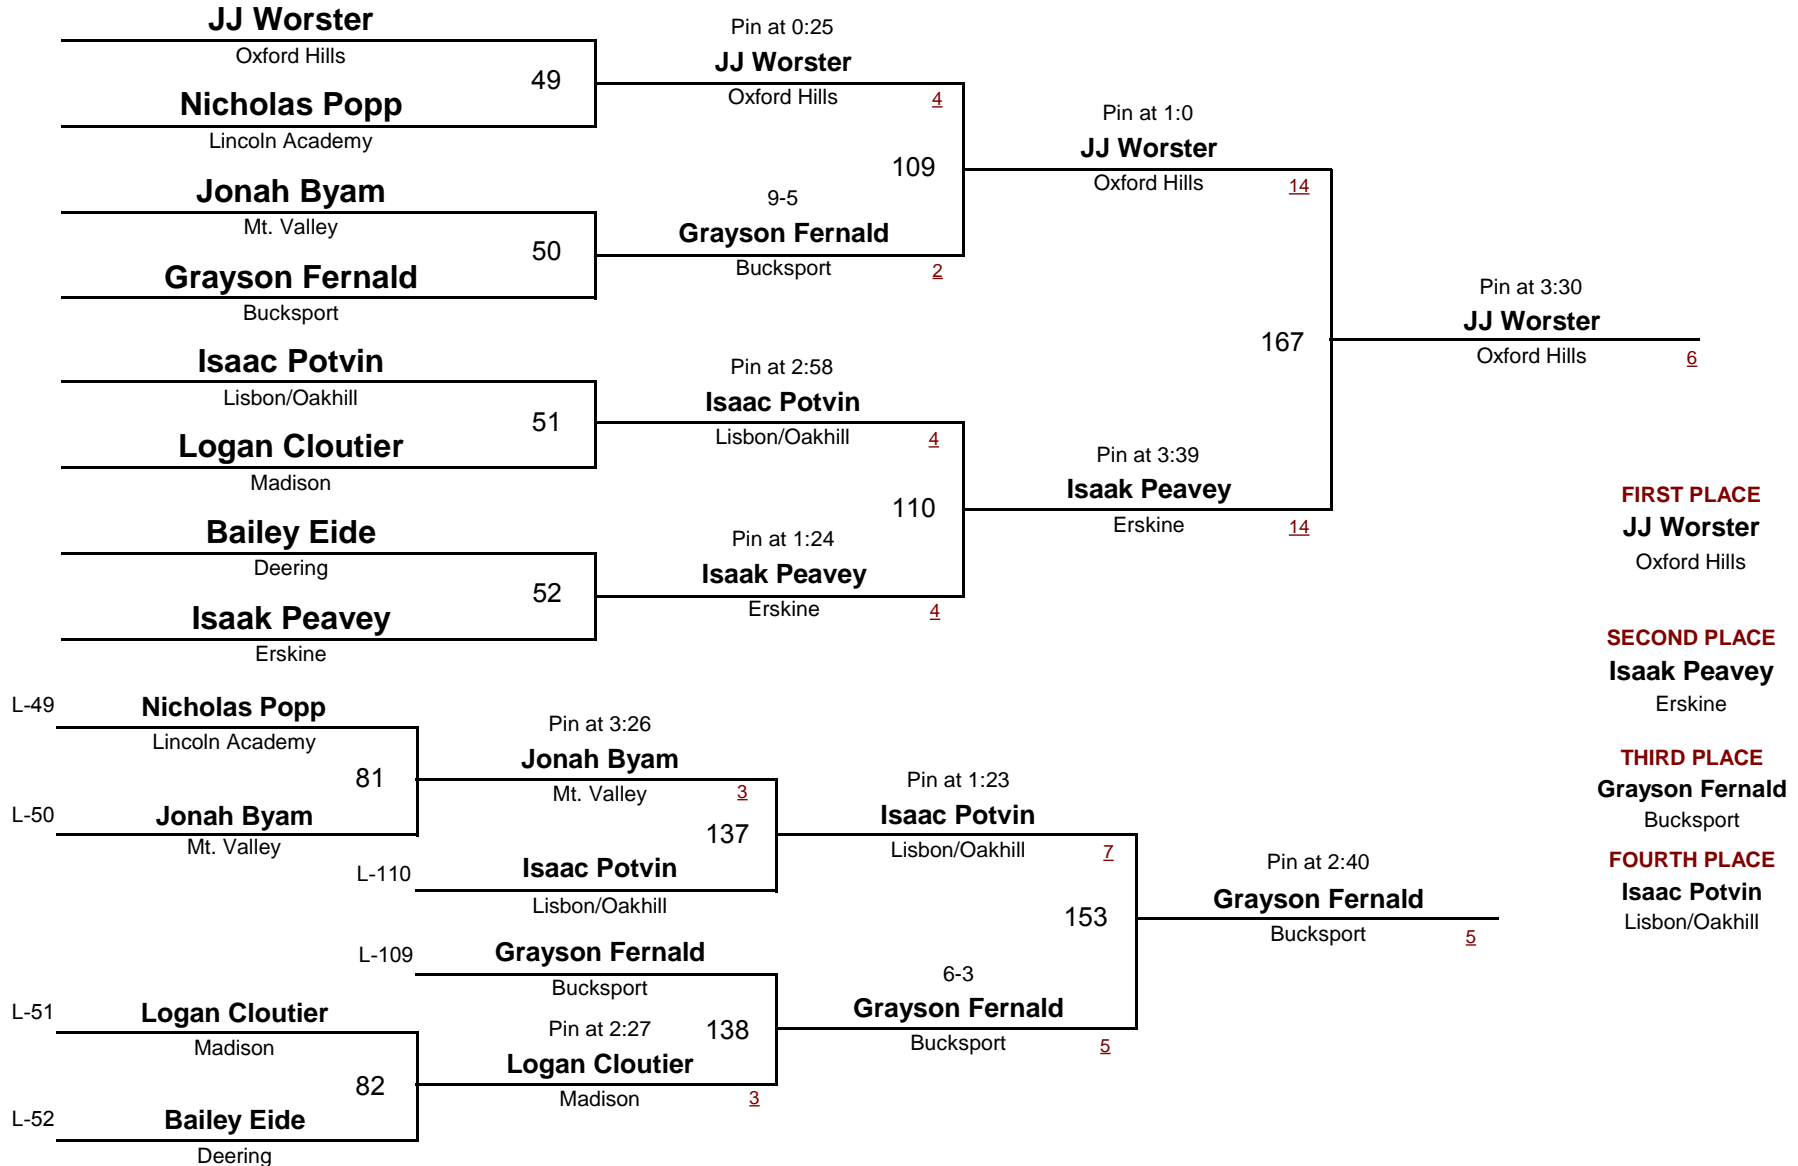 JJ Worster
Oxford Hills
49
Nicholas Popp
Lincoln Academy
Jonah Byam
Mt. Valley
50
Grayson Fernald
Bucksport
Isaac Potvin
Lisbon/Oakhill
51
Logan Cloutier
Madison
Bailey Eide
Deering
52
Isaak Peavey
Erskine
Pin at 0:25
JJ Worster
Oxford Hills
4
109
9-5
Grayson Fernald
Bucksport
2
Pin at 2:58
Isaac Potvin
Lisbon/Oakhill
4
110
Pin at 1:24
Isaak Peavey
Erskine
4
Pin at 1:0
JJ Worster
Oxford Hills
14
167
Pin at 3:39
Isaak Peavey
Erskine
14
Pin at 3:30
JJ Worster
Oxford Hills
6
FIRST PLACE
JJ Worster
Oxford Hills
SECOND PLACE
Isaak Peavey
Erskine
THIRD PLACE
Grayson Fernald
Bucksport
FOURTH PLACE
Isaac Potvin
Lisbon/Oakhill
L-49
Nicholas Popp
Lincoln Academy
81
L-50
Jonah Byam
Mt. Valley
Pin at 3:26
Jonah Byam
Mt. Valley
3
137
L-110
Isaac Potvin
Lisbon/Oakhill
L-109
Grayson Fernald
Bucksport
138
Pin at 2:27
Logan Cloutier
Madison
3
L-51
Logan Cloutier
Madison
82
L-52
Bailey Eide
Deering
Pin at 1:23
Isaac Potvin
Lisbon/Oakhill
7
153
6-3
Grayson Fernald
Bucksport
5
Pin at 2:40
Grayson Fernald
Bucksport
5